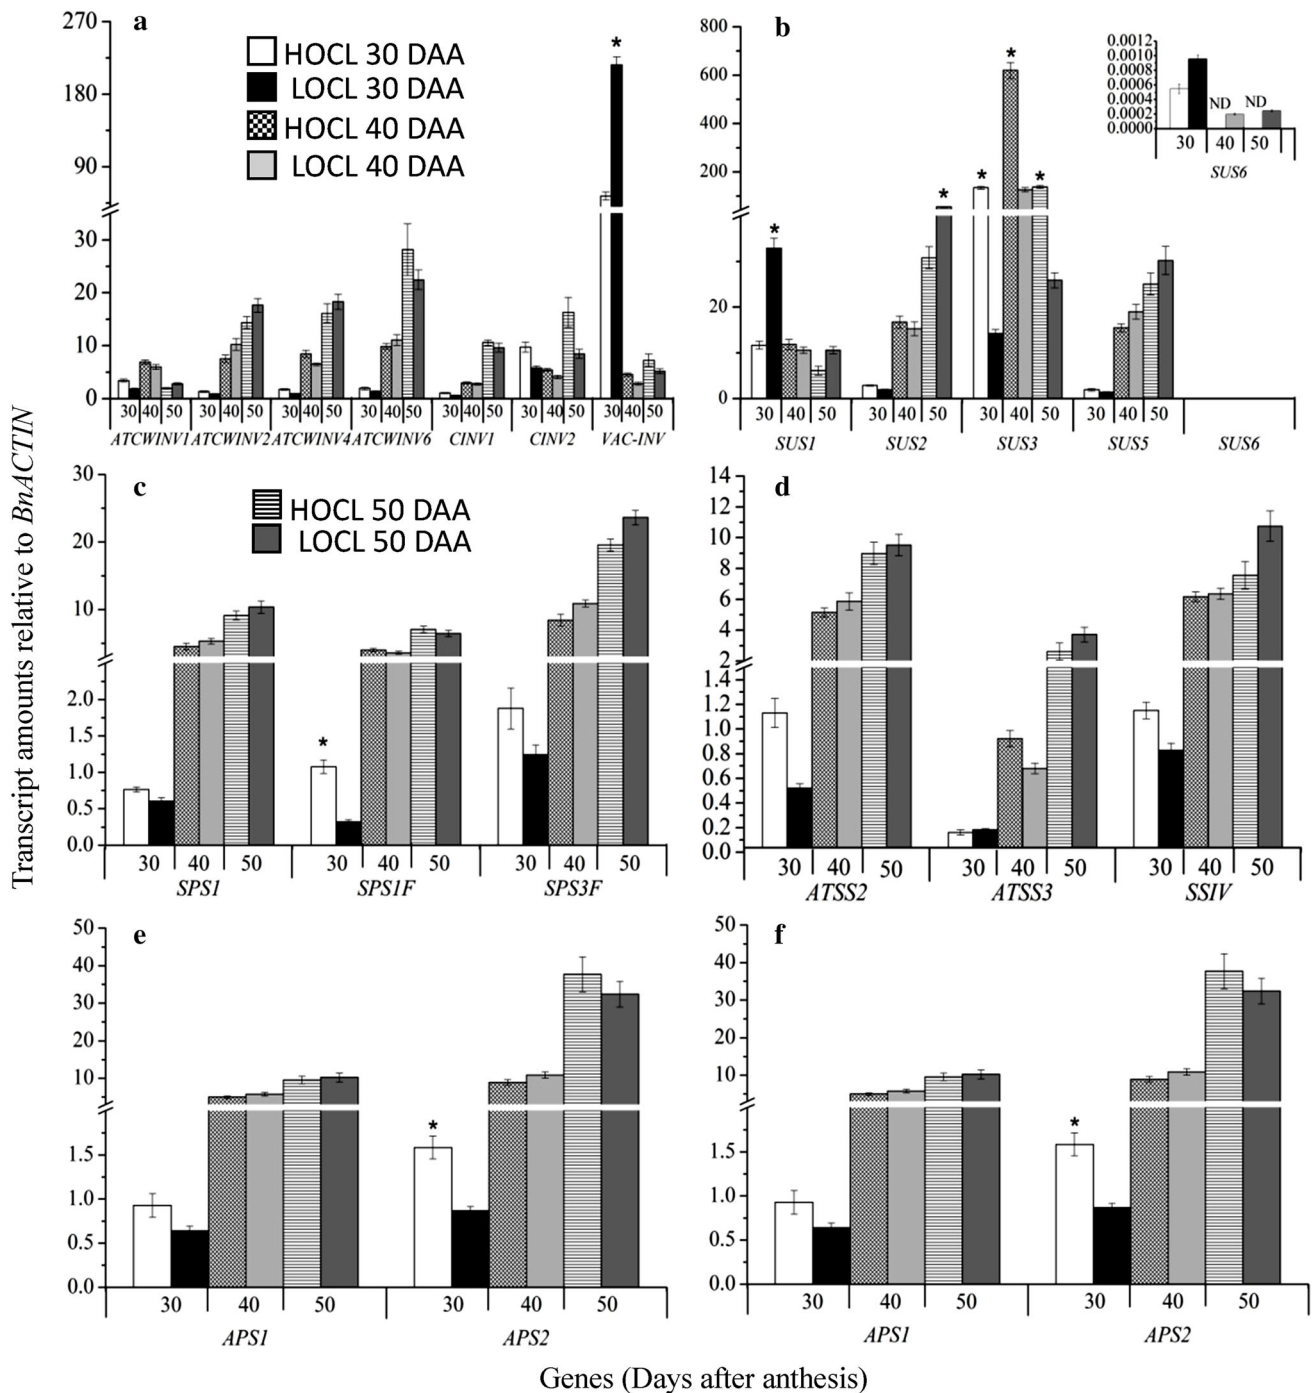 Transcript amounts relative to BnACTIN
a
HOCL 30 DAA
LOCL 30 DAA
HOCL 40 DAA
LOCL 40 DAA
270
180
90
30
20
10
0
*
30 40 50 30 40 50 30 40 50 30 40 50 30 40 50 30 40 50 30 40 50
ATCWINV1 ATCWINV2 ATCWINV4 ATCWINV6 CINV1 CINV2 VAC-INV
b
800
600
400
200
20
0
* * * * *
30 40 50 30 40 50 30 40 50 30 40 50
SUS1 SUS2 SUS3 SUS5 SUS6
0.0012
0.0010
0.0008
0.0006
0.0004
0.0002
0.0000
ND ND
30 40 50
SUS6
c
HOCL 50 DAA
LOCL 50 DAA
30
20
10
2.0
1.5
1.0
0.5
0.0
*
30 40 50 30 40 50 30 40 50
SPS1 SPS1F SPS3F
d
14
12
10
8
6
4
2
1.4
1.2
1.0
0.8
0.6
0.4
0.2
0.0
30 40 50 30 40 50 30 40 50
ATSS2 ATSS3 SSIV
e
50
40
30
20
10
1.5
1.0
0.5
0.0
*
30 40 50 30 40 50
APS1 APS2
f
50
40
30
20
10
1.5
1.0
0.5
0.0
*
30 40 50 30 40 50
APS1 APS2
Genes (Days after anthesis)